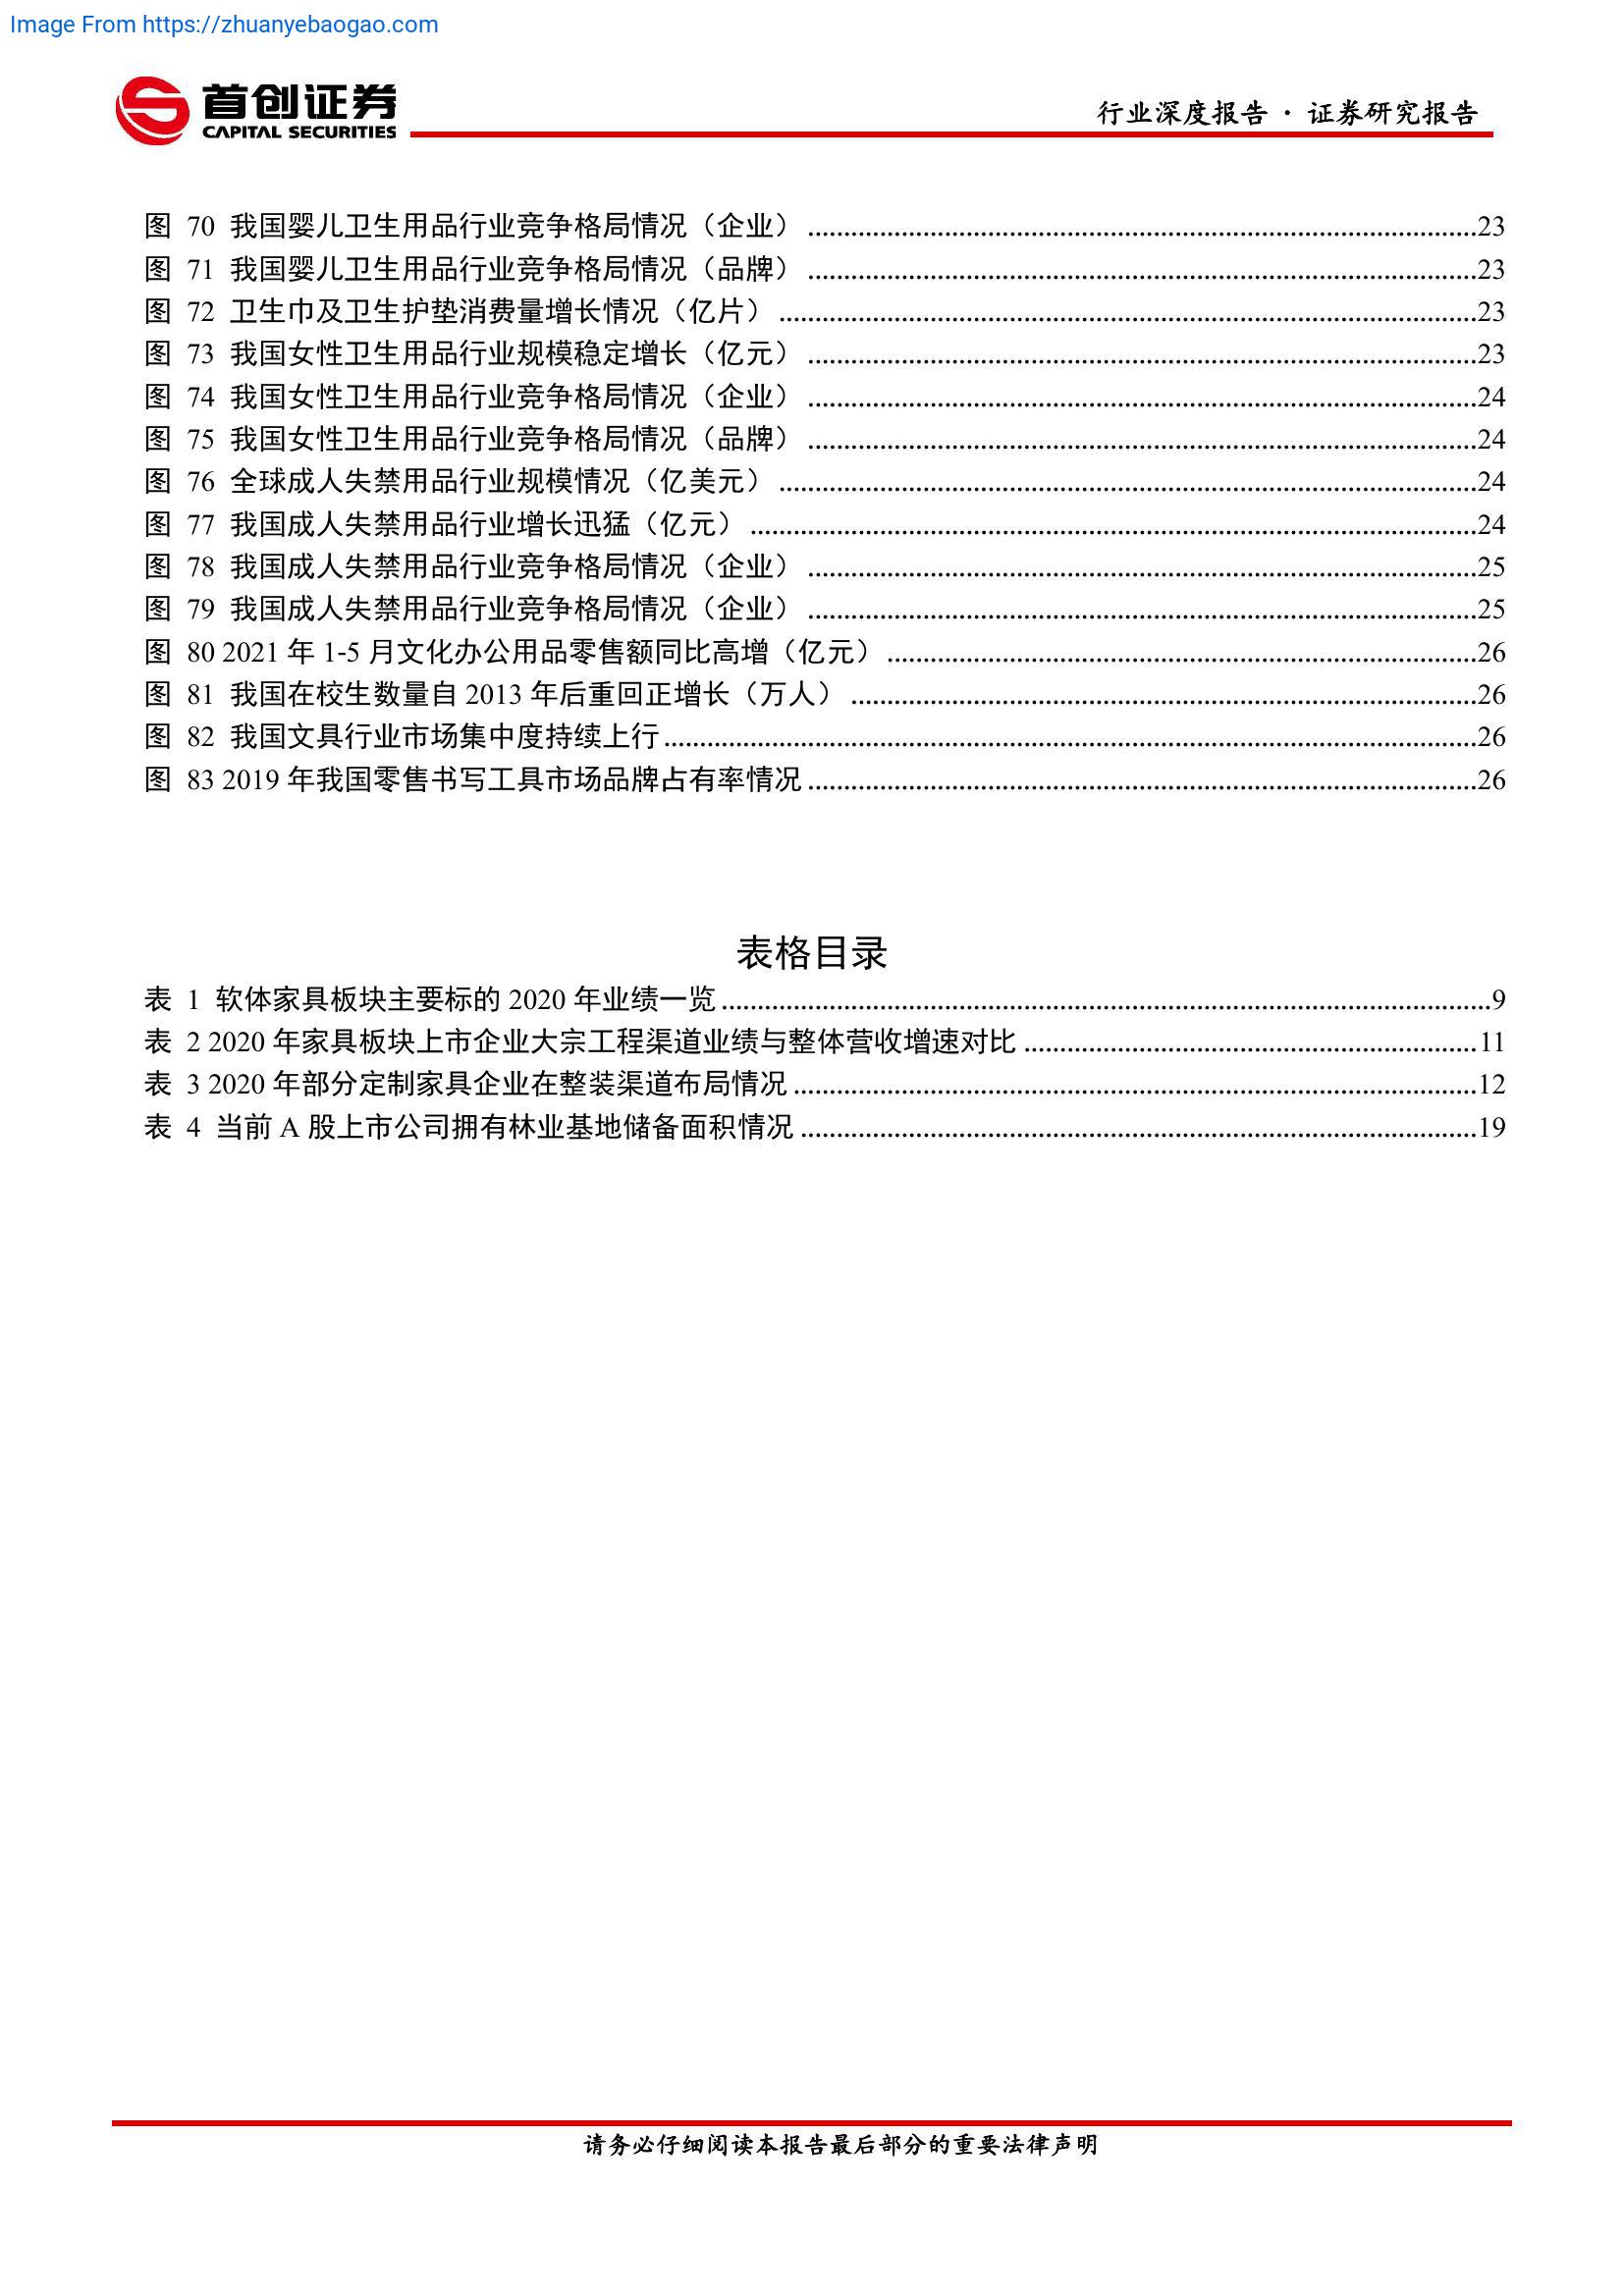 Image From https://zhuanyebaogao.com
首创证券
CAPITAL SECURITIES
行业深度报告 · 证券研究报告
图 70 我国婴儿卫生用品行业竞争格局情况（企业）23
图 71 我国婴儿卫生用品行业竞争格局情况（品牌）23
图 72 卫生巾及卫生护垫消费量增长情况（亿片）23
图 73 我国女性卫生用品行业规模稳定增长（亿元）23
图 74 我国女性卫生用品行业竞争格局情况（企业）24
图 75 我国女性卫生用品行业竞争格局情况（品牌）24
图 76 全球成人失禁用品行业规模情况（亿美元）24
图 77 我国成人失禁用品行业增长迅猛（亿元）24
图 78 我国成人失禁用品行业竞争格局情况（企业）25
图 79 我国成人失禁用品行业竞争格局情况（企业）25
图 80 2021 年 1-5 月文化办公用品零售额同比高增（亿元）26
图 81 我国在校生数量自 2013 年后重回正增长（万人）26
图 82 我国文具行业市场集中度持续上行26
图 83 2019 年我国零售书写工具市场品牌占有率情况26
表格目录
表 1 软体家具板块主要标的 2020 年业绩一览9
表 2 2020 年家具板块上市企业大宗工程渠道业绩与整体营收增速对比11
表 3 2020 年部分定制家具企业在整装渠道布局情况12
表 4 当前 A 股上市公司拥有林业基地储备面积情况19
请务必仔细阅读本报告最后部分的重要法律声明